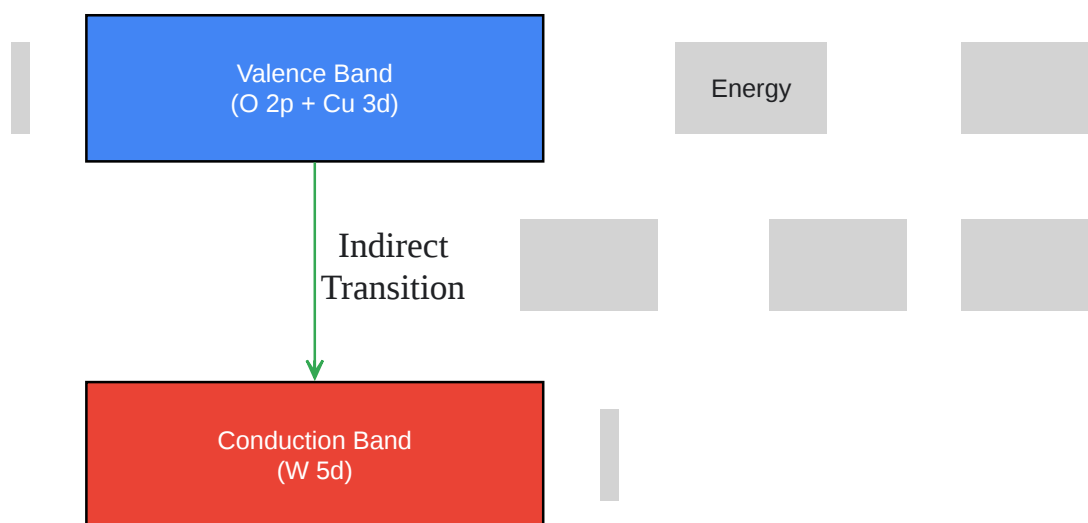 Valence Band
(O 2p + Cu 3d)
Energy
Indirect
Transition
Conduction Band
(W 5d)